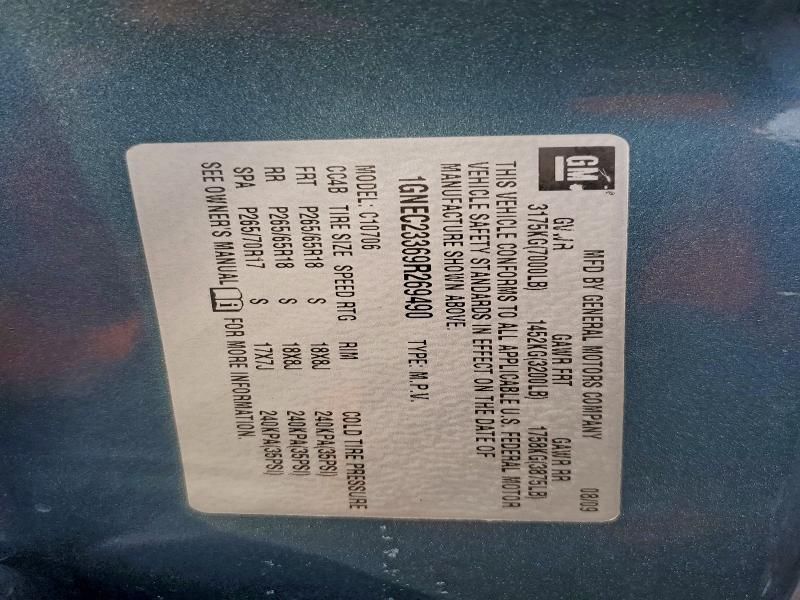 GM
MFD BY GENERAL MOTORS COMPANY 08/09
GVWR GAWR FRT GAWR RR
3175KG(7000LB) 1452KG(3200LB) 1758KG(3875LB)
THIS VEHICLE CONFORMS TO ALL APPLICABLE U.S. FEDERAL MOTOR
VEHICLE SAFETY STANDARDS IN EFFECT ON THE DATE OF
MANUFACTURE SHOWN ABOVE.
1GNEC23369R269490 TYPE: M.P.V.
MODEL: C10706
CC4B TIRE SIZE SPEED RTG RIM COLD TIRE PRESSURE
FRT P265/65R18 S 18X8J 240KPA(35PSI)
RR P265/65R18 S 18X8J 240KPA(35PSI)
SPA P265/70R17 S 17X7J 240KPA(35PSI)
SEE OWNER'S MANUAL FOR MORE INFORMATION